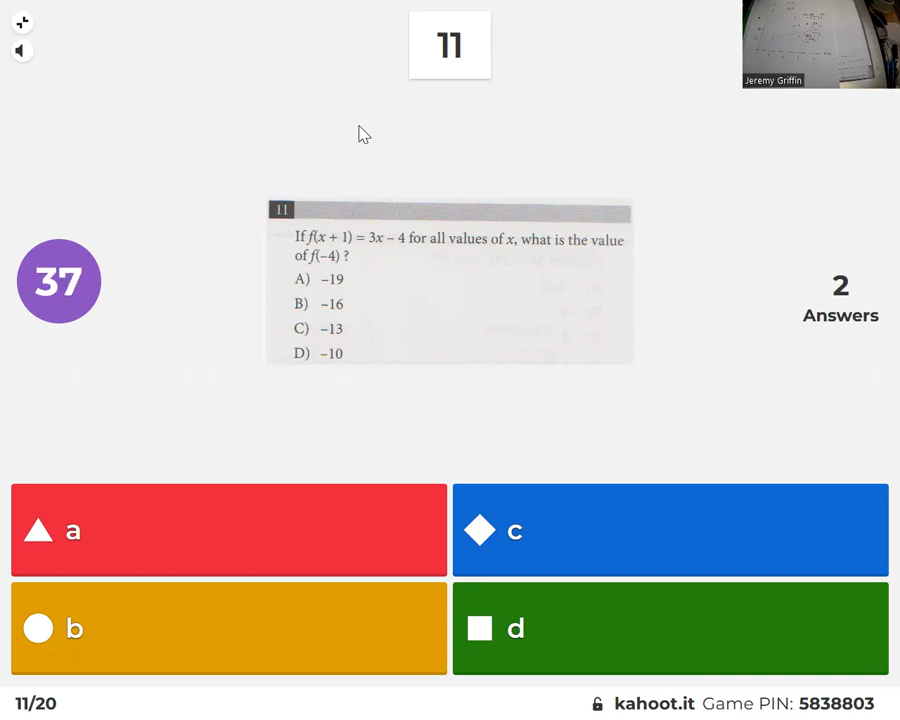 11
Jeremy Griffin
11
If f(x + 1) = 3x – 4 for all values of x, what is the value
of f(–4) ?
A) –19
B) –16
C) –13
D) –10
37
2
Answers
a
c
b
d
11/20
kahoot.it Game PIN: 5838803